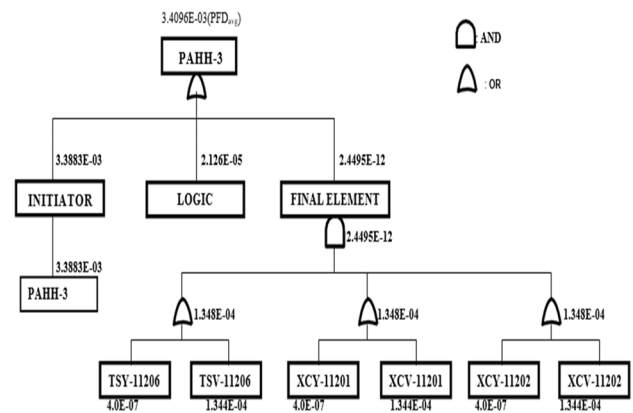 3.4096E-03(PFDAVE)
PAHH-3
: AND
: OR
3.3883E-03
2.126E-05
2.4495E-12
INITIATOR
LOGIC
FINAL ELEMENT
2.4495E-12
3.3883E-03
PAHH-3
1.348E-04
1.348E-04
1.348E-04
TSY-11206
TSV-11206
XCY-11201
XCV-11201
XCY-11202
XCV-11202
4.0E-07
1.344E-04
4.0E-07
1.344E-04
4.0E-07
1.344E-04